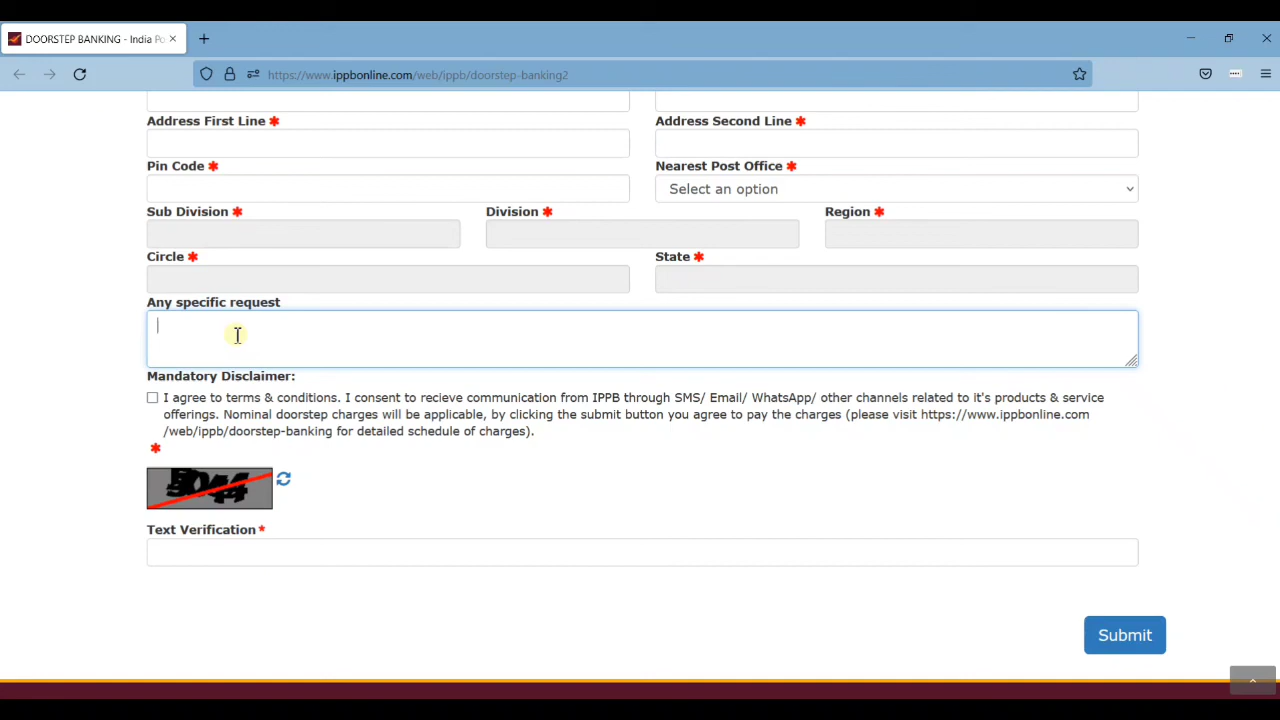 DOORSTEP BANKING - India Po
https://www.ippbonline.com/web/ippb/doorstep-banking2
Address First Line *
Address Second Line *
Pin Code *
Nearest Post Office *
Select an option
Sub Division *
Division *
Region *
Circle *
State *
Any specific request
Mandatory Disclaimer:
I agree to terms & conditions. I consent to recieve communication from IPPB through SMS/ Email/ WhatsApp/ other channels related to it's products & service
offerings. Nominal doorstep charges will be applicable, by clicking the submit button you agree to pay the charges (please visit https://www.ippbonline.com
/web/ippb/doorstep-banking for detailed schedule of charges).
*
Text Verification *
Submit